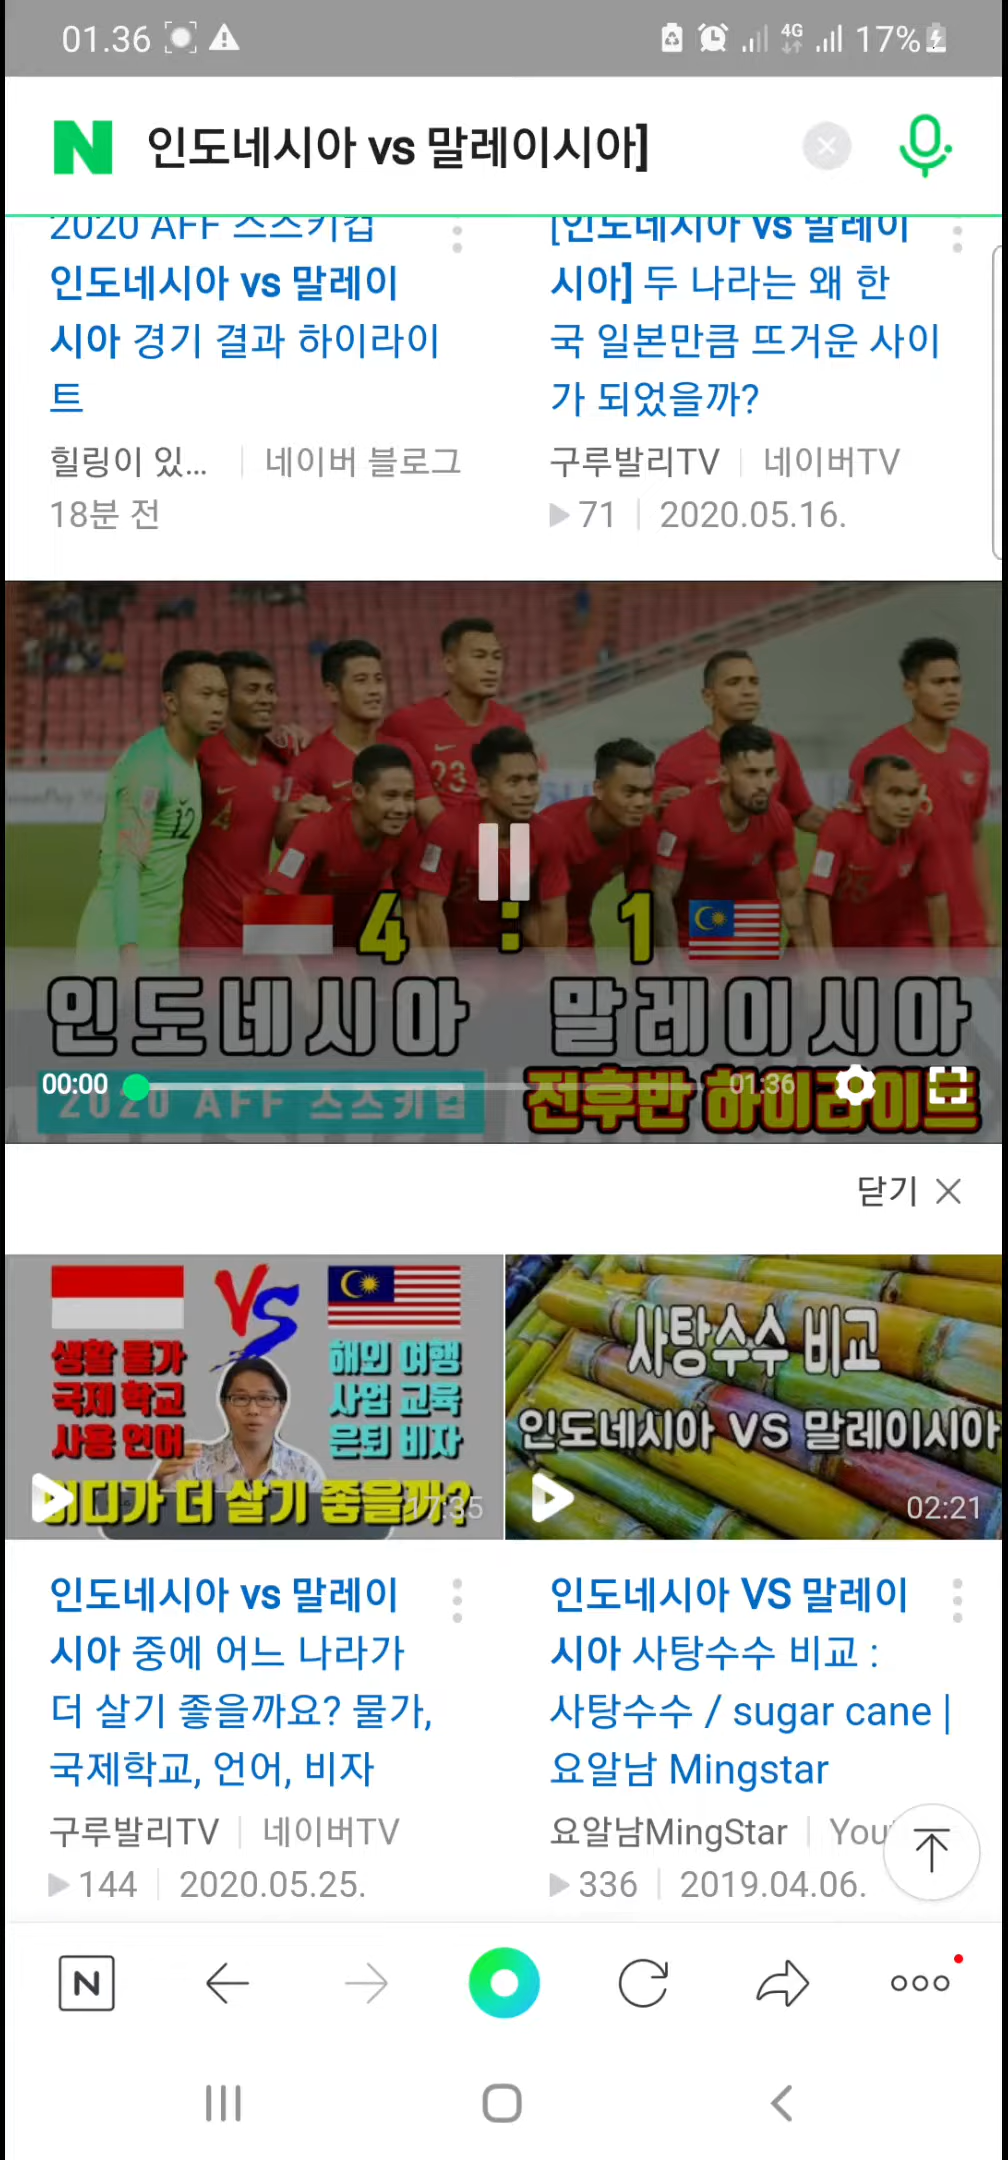 01.36
4G
17%
N 인도네시아 vs 말레이시아]
2020 AFF 스즈키컵
인도네시아 vs 말레이
시아 경기 결과 하이라이
트
힐링이 있... 네이버 블로그
18분 전
[인도네시아 vs 말레이
시아] 두 나라는 왜 한
국 일본만큼 뜨거운 사이
가 되었을까?
구루발리TV 네이버TV
71 2020.05.16.
12
4
23
4 : 1
인도네시아 말레이시아
00:00
01:36
2020 AFF 스즈키컵
전후반 하이라이트
닫기
VS
생활 물가
국제 학교
사용 언어
해외 여행
사업 교육
은퇴 비자
어디가 더 살기 좋을까?
17:35
사탕수수 비교
인도네시아 VS 말레이시아
02:21
인도네시아 vs 말레이
시아 중에 어느 나라가
더 살기 좋을까요? 물가,
국제학교, 언어, 비자
구루발리TV 네이버TV
144 2020.05.25.
인도네시아 VS 말레이
시아 사탕수수 비교 :
사탕수수 / sugar cane |
요알남 Mingstar
요알남MingStar You
336 2019.04.06.
N